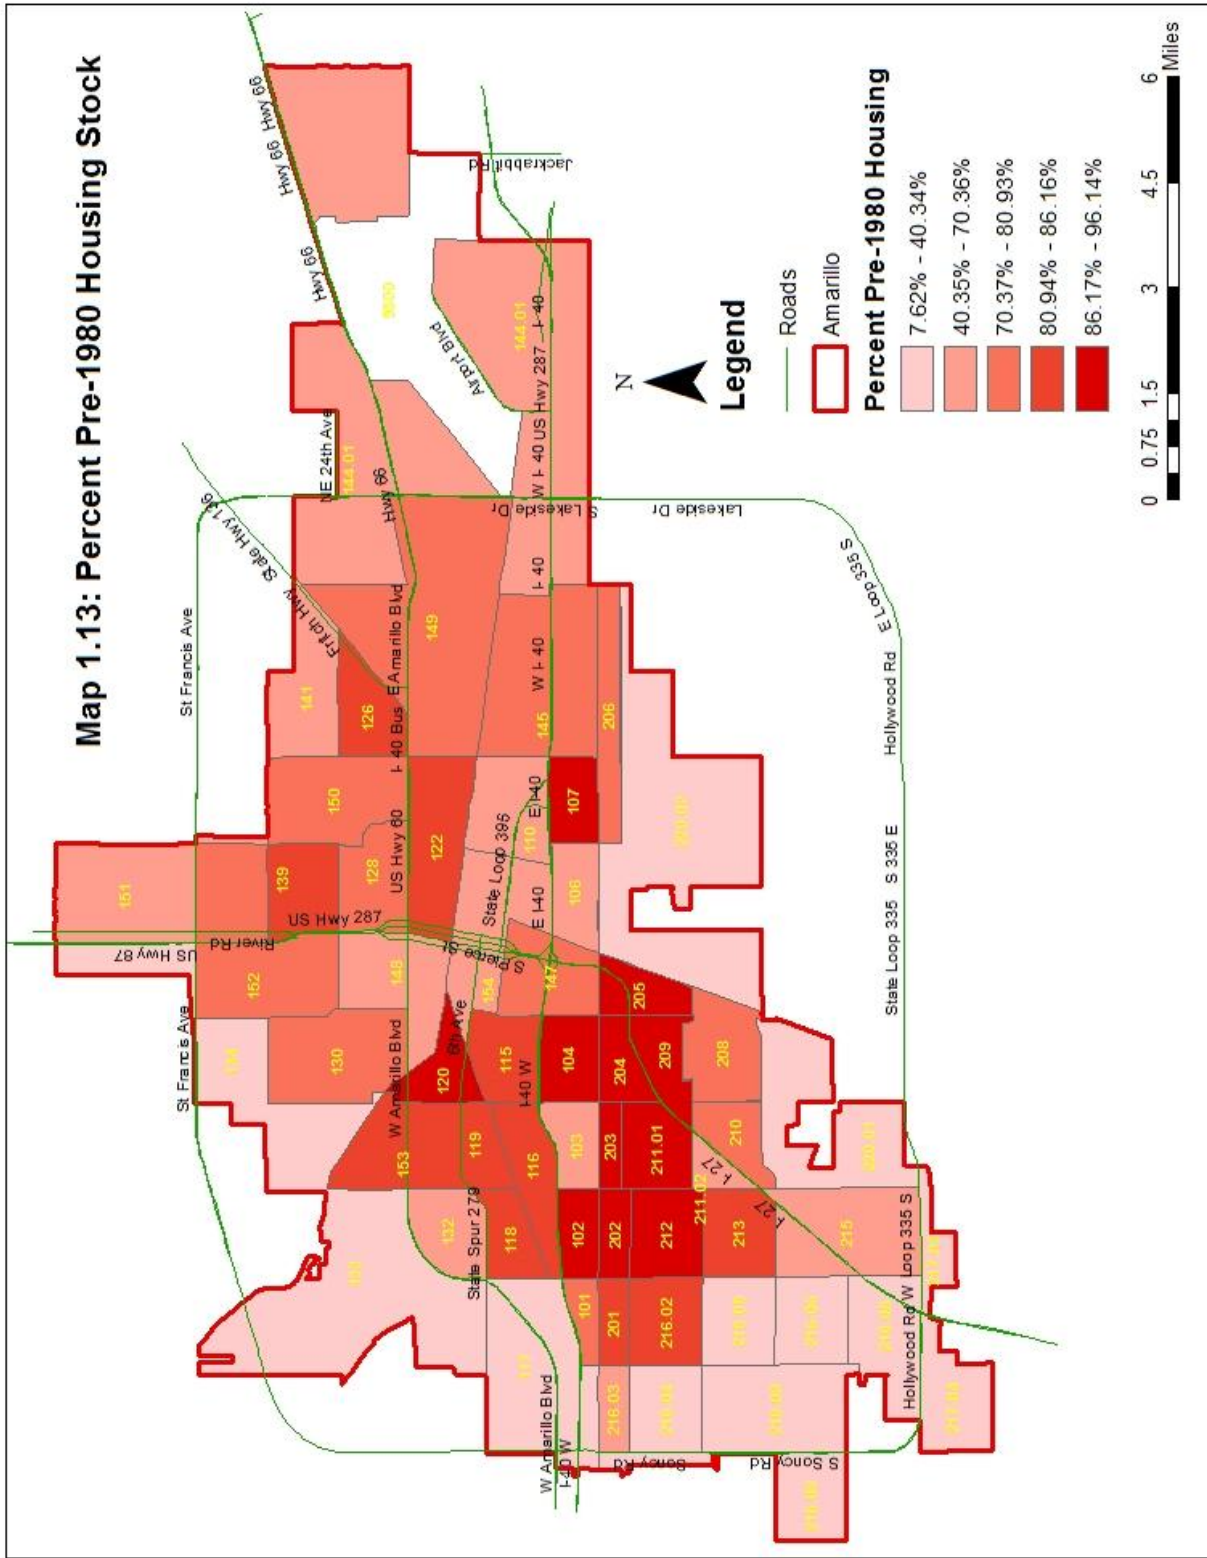 Map 1.13: Percent Pre-1980 Housing Stock
Hwy 66
Hwy 66
Hwy 66
St Francis Ave
St Francis Ave
State Hwy 136
Fritch Hwy
NE 24th Ave
144.01
Hwy 66
9800
Airport Blvd
144.01
Jackrabbit Rd
151
US Hwy 87
River Rd
US Hwy 287
139
150
141
126
152
134
130
148
128
US Hwy 60
I- 40 Bus
E Amarillo Blvd
149
122
W Amarillo Blvd
153
120
6th Ave
154
S Pierce St
State Loop 395
110
E I-40
E I-40
W I- 40
I- 40
W I- 40
US Hwy 287
I- 40
145
S Lakeside Dr
Lakeside Dr
132
State Spur 279
119
118
115
116
I-40 W
147
106
107
206
W Amarillo Blvd
I-40 W
101
102
103
104
201
202
203
204
205
209
208
210
211.01
211.02
212
213
215
216.02
216.03
I-27
I-27
Soncy Rd
S Soncy Rd
Hollywood Rd
W Loop 335 S
State Loop 335
S 335 E
Hollywood Rd
E Loop 335 S
N
Legend
Roads
Amarillo
Percent Pre-1980 Housing
7.62% - 40.34%
40.35% - 70.36%
70.37% - 80.93%
80.94% - 86.16%
86.17% - 96.14%
0 0.75 1.5 3 4.5 6
Miles